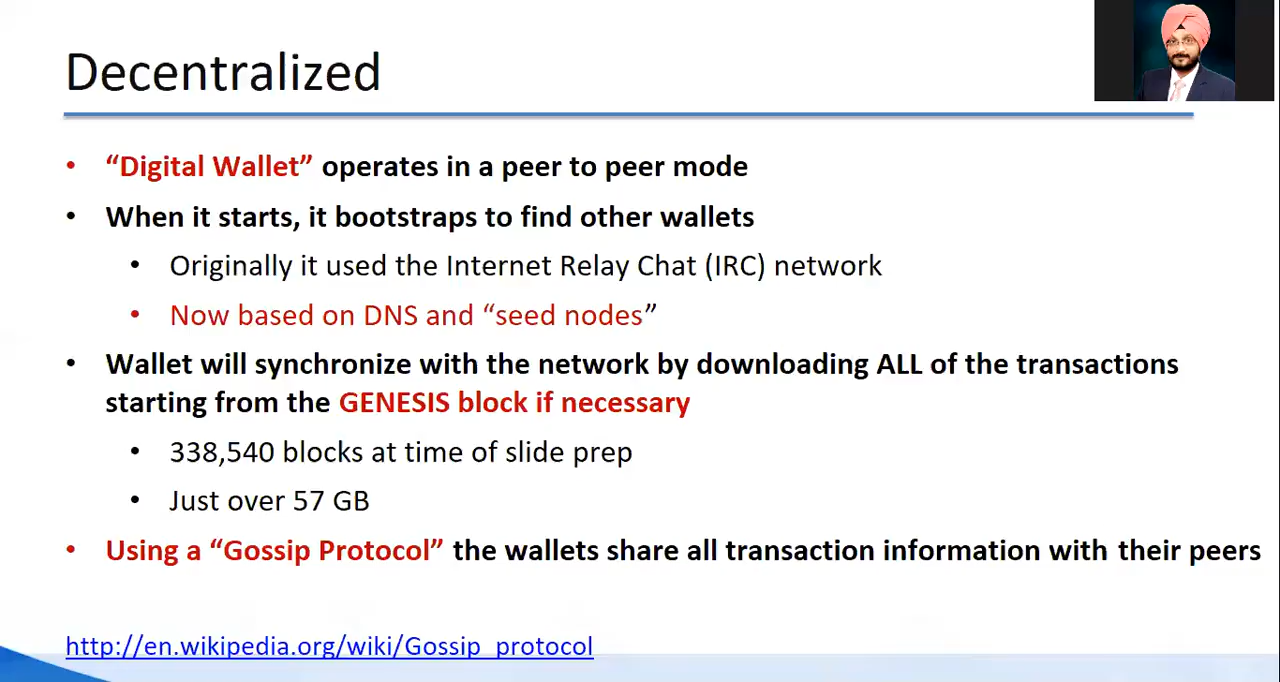 Decentralized
• “Digital Wallet” operates in a peer to peer mode
• When it starts, it bootstraps to find other wallets
• Originally it used the Internet Relay Chat (IRC) network
• Now based on DNS and “seed nodes”
• Wallet will synchronize with the network by downloading ALL of the transactions
starting from the GENESIS block if necessary
• 338,540 blocks at time of slide prep
• Just over 57 GB
• Using a “Gossip Protocol” the wallets share all transaction information with their peers
http://en.wikipedia.org/wiki/Gossip_protocol